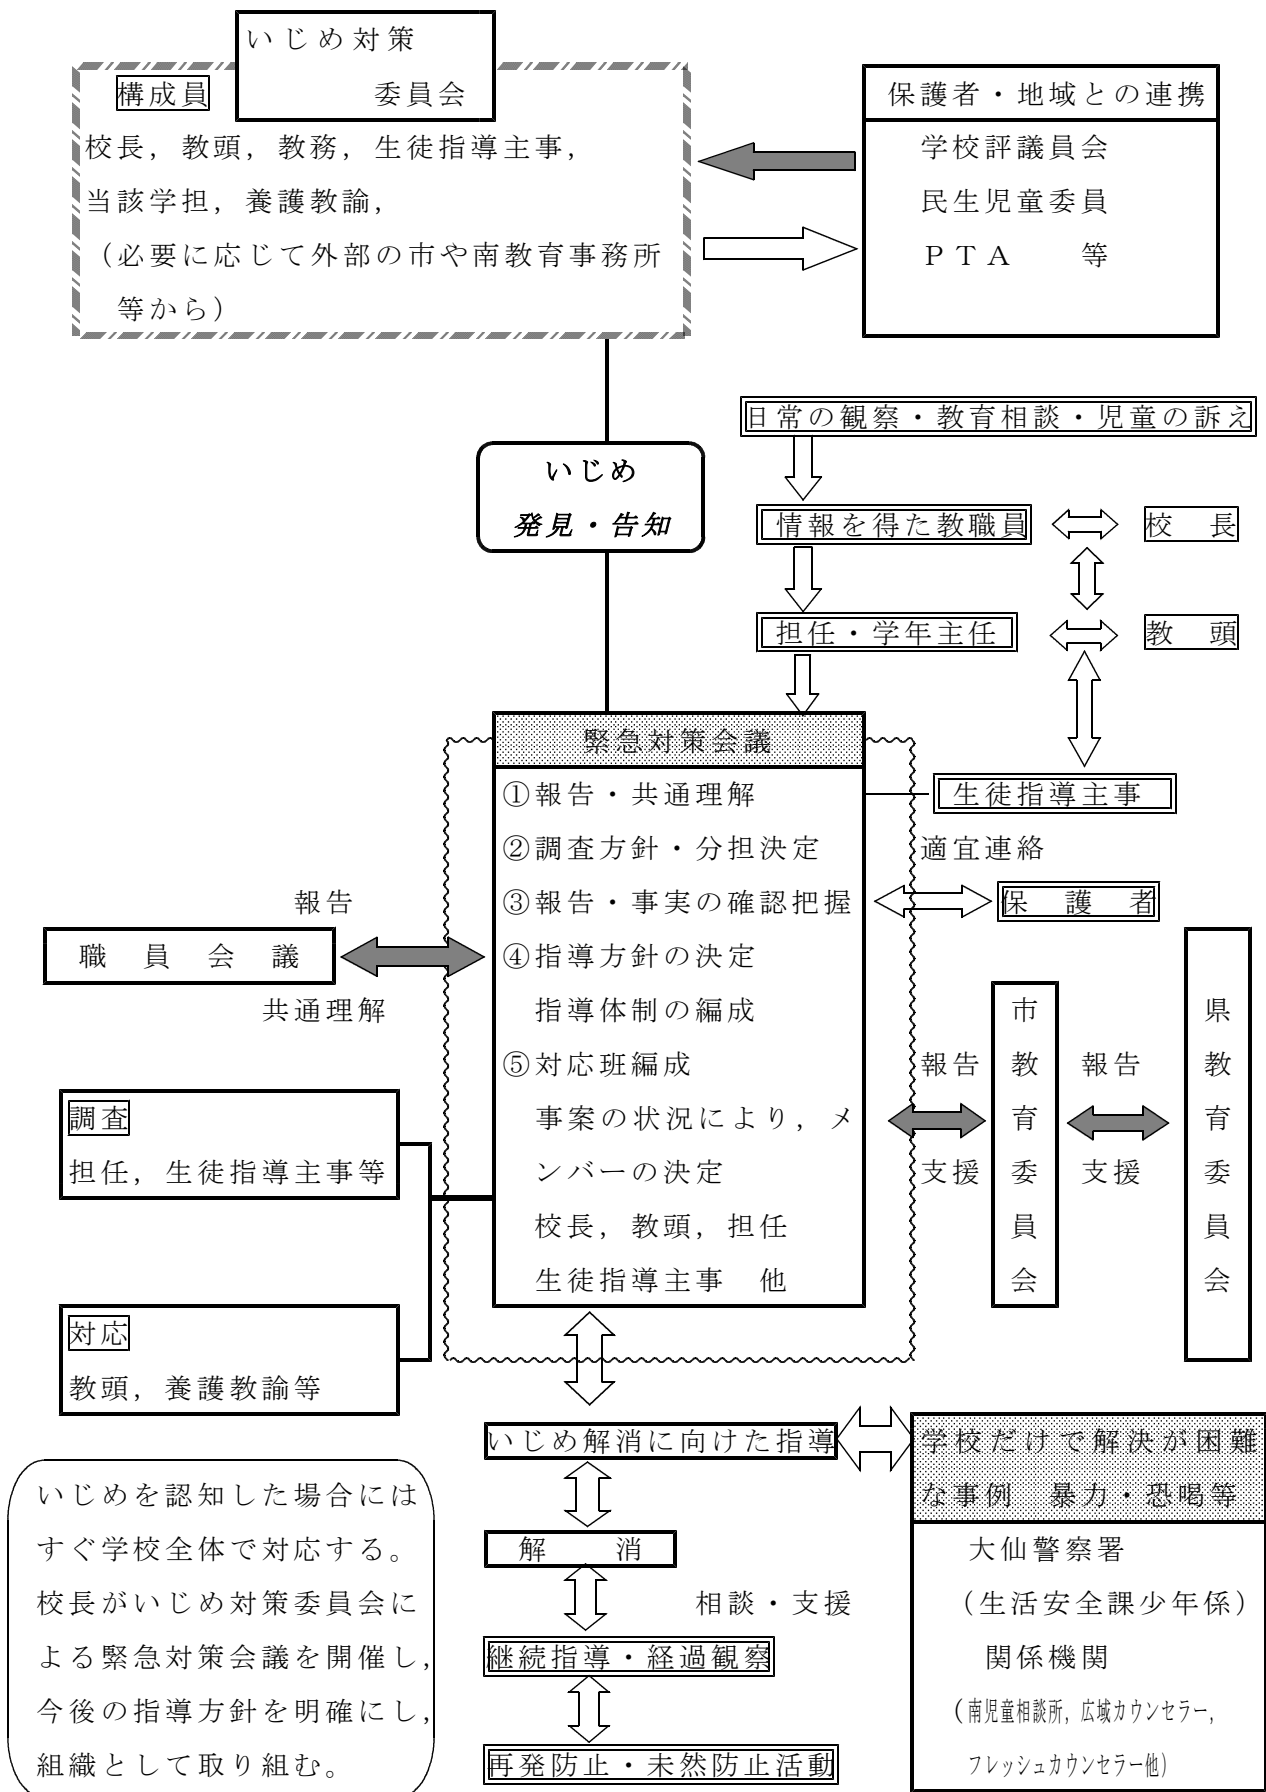 いじめ対策
委員会
構成員
校長，教頭，教務，生徒指導主事，
当該学担，養護教諭，
（必要に応じて外部の市や南教育事務所
等から）
保護者・地域との連携
学校評議員会
民生児童委員
ＰＴＡ　等
日常の観察・教育相談・児童の訴え
いじめ
発見・告知
情報を得た教職員
校　長
担任・学年主任
教　頭
緊急対策会議
①報告・共通理解
②調査方針・分担決定
③報告・事実の確認把握
④指導方針の決定
指導体制の編成
⑤対応班編成
事案の状況により，メ
ンバーの決定
校長，教頭，担任
生徒指導主事　他
生徒指導主事
適宜連絡
保　護　者
報告
職　員　会　議
共通理解
報告
支援
市教育委員会
報告
支援
県教育委員会
調査
担任，生徒指導主事等
対応
教頭，養護教諭等
いじめ解消に向けた指導
解　　消
相談・支援
継続指導・経過観察
再発防止・未然防止活動
学校だけで解決が困難
な事例　暴力・恐喝等
大仙警察署
（生活安全課少年係）
関係機関
（南児童相談所，広域カウンセラー，
フレッシュカウンセラー他）
いじめを認知した場合には
すぐ学校全体で対応する。
校長がいじめ対策委員会に
よる緊急対策会議を開催し，
今後の指導方針を明確にし，
組織として取り組む。